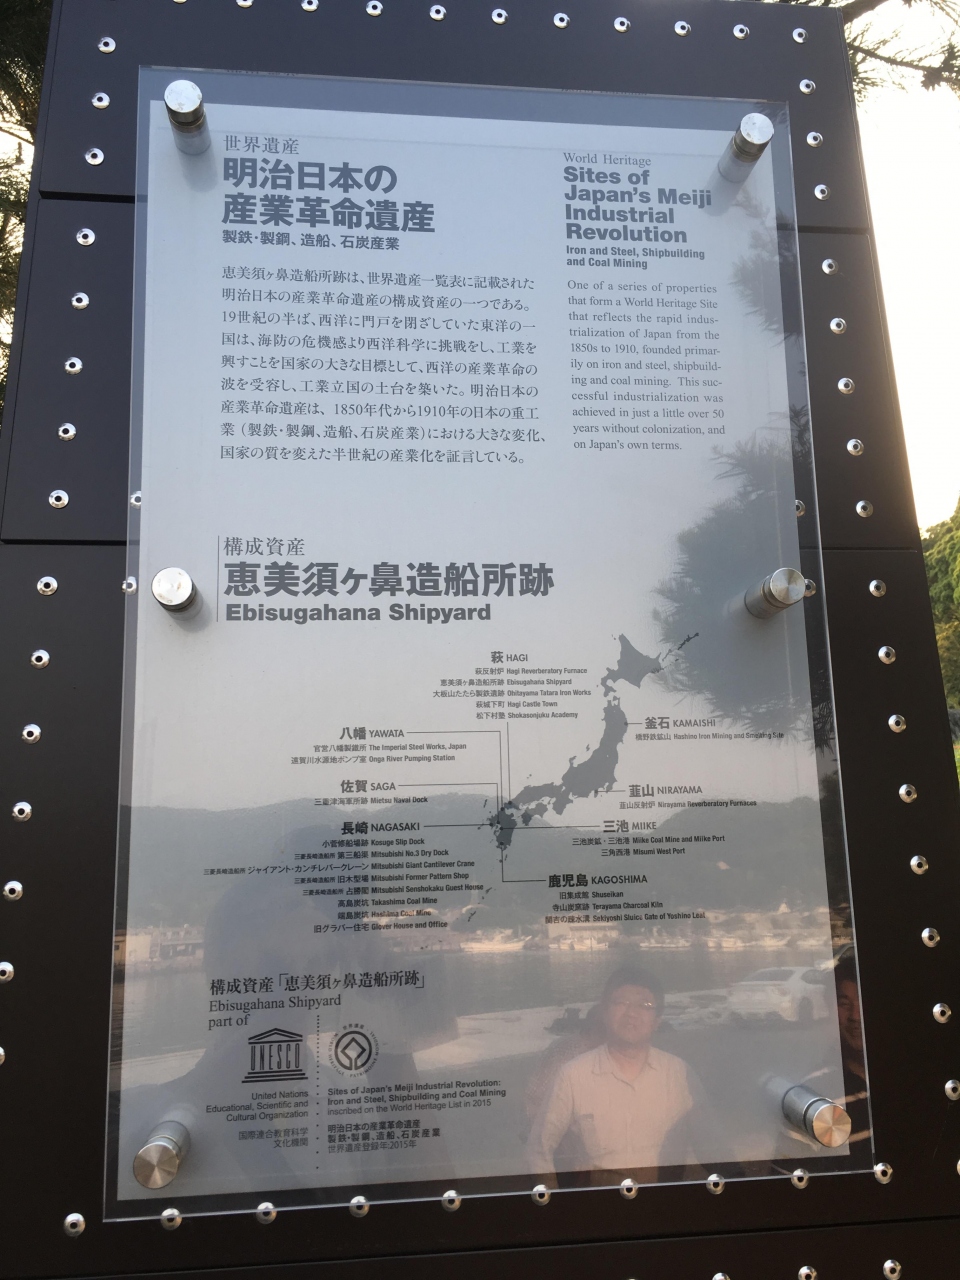 世界遺産
明治日本の
産業革命遺産
製鉄・製鋼、造船、石炭産業
恵美須ヶ鼻造船所跡は、世界遺産一覧表に記載された
明治日本の産業革命遺産の構成資産の一つである。
19世紀の半ば、西洋に門戸を閉ざしていた東洋の一
国は、海防の危機感より西洋科学に挑戦をし、工業を
興すことを国家の大きな目標として、西洋の産業革命の
波を受容し、工業立国の土台を築いた。明治日本の
産業革命遺産は、1850年代から1910年の日本の重工
業（製鉄・製鋼、造船、石炭産業）における大きな変化、
国家の質を変えた半世紀の産業化を証言している。
World Heritage
Sites of
Japan's Meiji
Industrial
Revolution
Iron and Steel, Shipbuilding
and Coal Mining
One of a series of properties
that form a World Heritage Site
that reflects the rapid indus-
trialization of Japan from the
1850s to 1910, founded primar-
ily on iron and steel, shipbuild-
ing and coal mining. This suc-
cessful industrialization was
achieved in just a little over 50
years without colonization, and
on Japan's own terms.
構成資産
恵美須ヶ鼻造船所跡
Ebisugahana Shipyard
萩 HAGI
萩反射炉 Hagi Reverberatory Furnace
恵美須ヶ鼻造船所跡 Ebisugahana Shipyard
大板山たたら製鉄遺跡 Ohitayama Tatara Iron Works
萩城下町 Hagi Castle Town
松下村塾 Shokasonjuku Academy
八幡 YAWATA
官営八幡製鐵所 The Imperial Steel Works, Japan
遠賀川水源地ポンプ室 Onga River Pumping Station
佐賀 SAGA
三重津海軍所跡 Mietsu Naval Dock
長崎 NAGASAKI
小菅修船場跡 Kosuge Slip Dock
三菱長崎造船所 第三船渠 Mitsubishi No.3 Dry Dock
三菱長崎造船所 ジャイアント・カンチレバークレーン Mitsubishi Giant Cantilever Crane
三菱長崎造船所 旧木型場 Mitsubishi Former Pattern Shop
三菱長崎造船所 占勝閣 Mitsubishi Senshokaku Guest House
高島炭坑 Takashima Coal Mine
端島炭坑 Hashima Coal Mine
旧グラバー住宅 Glover House and Office
釜石 KAMAISHI
橋野鉄鉱山 Hashino Iron Mining and Smelting Site
韮山 NIRAYAMA
韮山反射炉 Nirayama Reverberatory Furnaces
三池 MIIKE
三池炭鉱・三池港 Miike Coal Mine and Miike Port
三角西港 Misumi West Port
鹿児島 KAGOSHIMA
旧集成館 Shuseikan
寺山炭窯跡 Terayama Charcoal Kiln
関吉の疎水溝 Sekiyoshi Sluice Gate of Yoshino Leat
構成資産「恵美須ヶ鼻造船所跡」
Ebisugahana Shipyard
part of
UNESCO
United Nations
Educational, Scientific and
Cultural Organization
国際連合教育科学
文化機関
Sites of Japan's Meiji Industrial Revolution:
Iron and Steel, Shipbuilding and Coal Mining
inscribed on the World Heritage List in 2015
明治日本の産業革命遺産
製鉄・製鋼、造船、石炭産業
世界遺産登録年:2015年